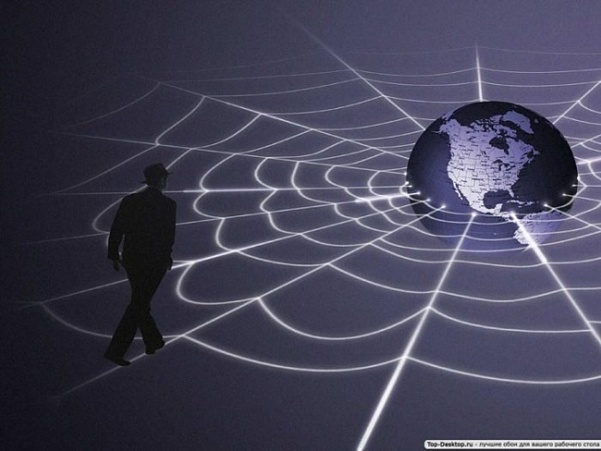 Top-Desktop.ru - лучшие обои для вашего рабочего стола